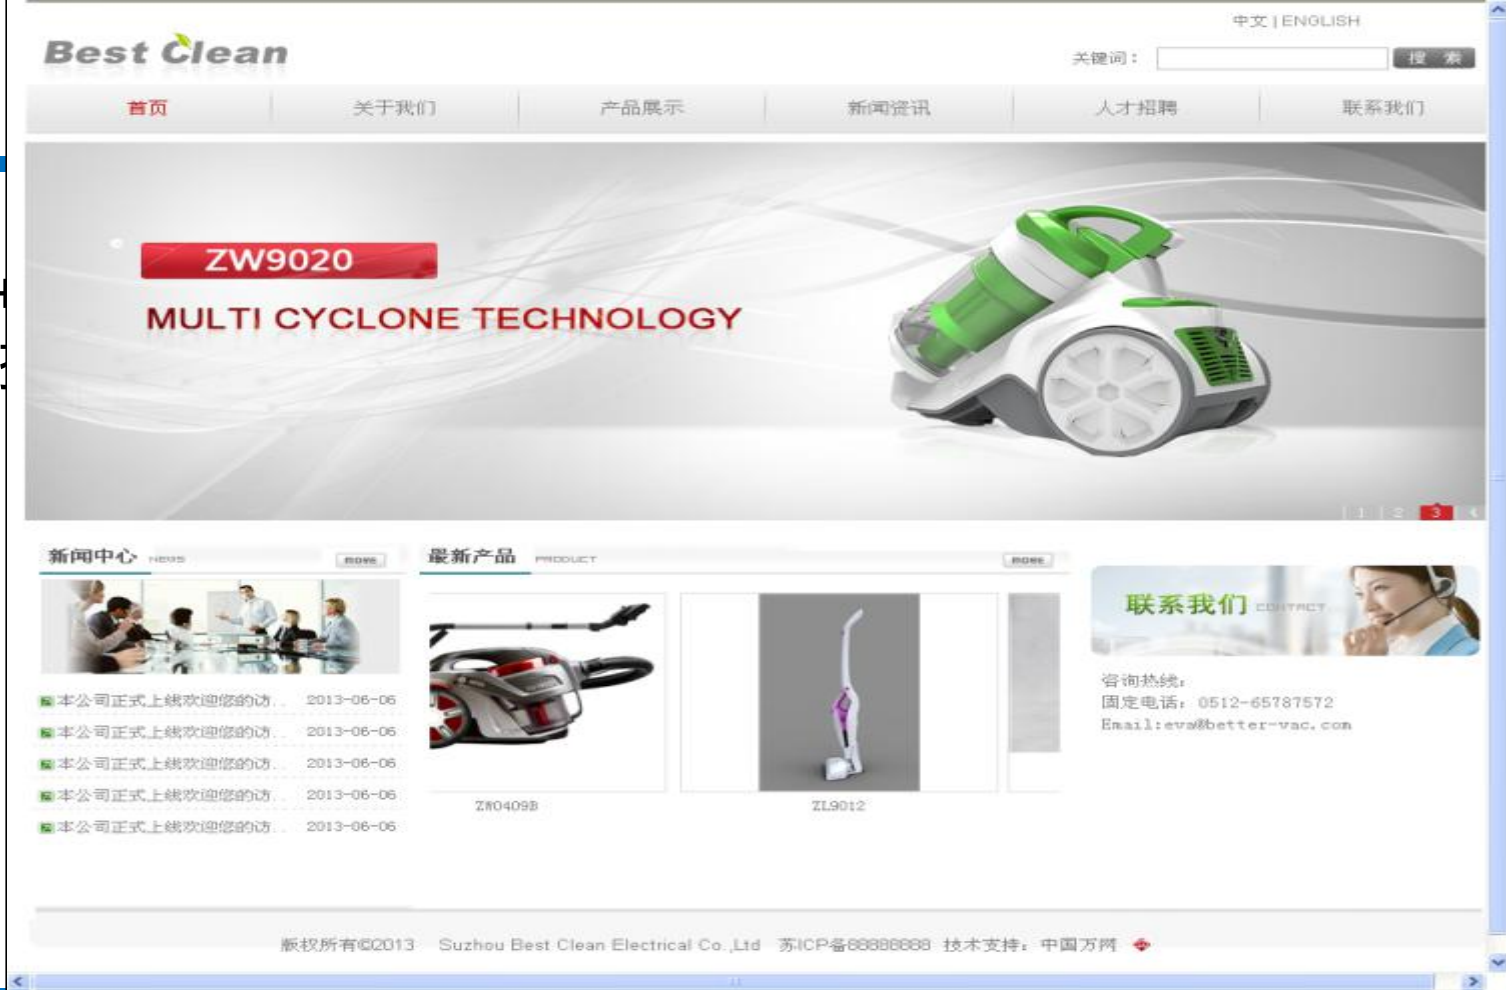 中文 | ENGLISH
Best Clean
关键词：
搜 索
首页 关于我们 产品展示 新闻资讯 人才招聘 联系我们
ZW9020
MULTI CYCLONE TECHNOLOGY
1 2 3
新闻中心 NEWS more
最新产品 PRODUCT more
联系我们 CONTACT
咨询热线：
固定电话：0512-65787572
Email:eva@better-vac.com
本公司正式上线欢迎您的访.. 2013-06-06
本公司正式上线欢迎您的访.. 2013-06-06
本公司正式上线欢迎您的访.. 2013-06-06
本公司正式上线欢迎您的访.. 2013-06-06
本公司正式上线欢迎您的访.. 2013-06-06
ZW0409B
ZL9012
版权所有©2013 Suzhou Best Clean Electrical Co.,Ltd 苏ICP备88888888 技术支持：中国万网